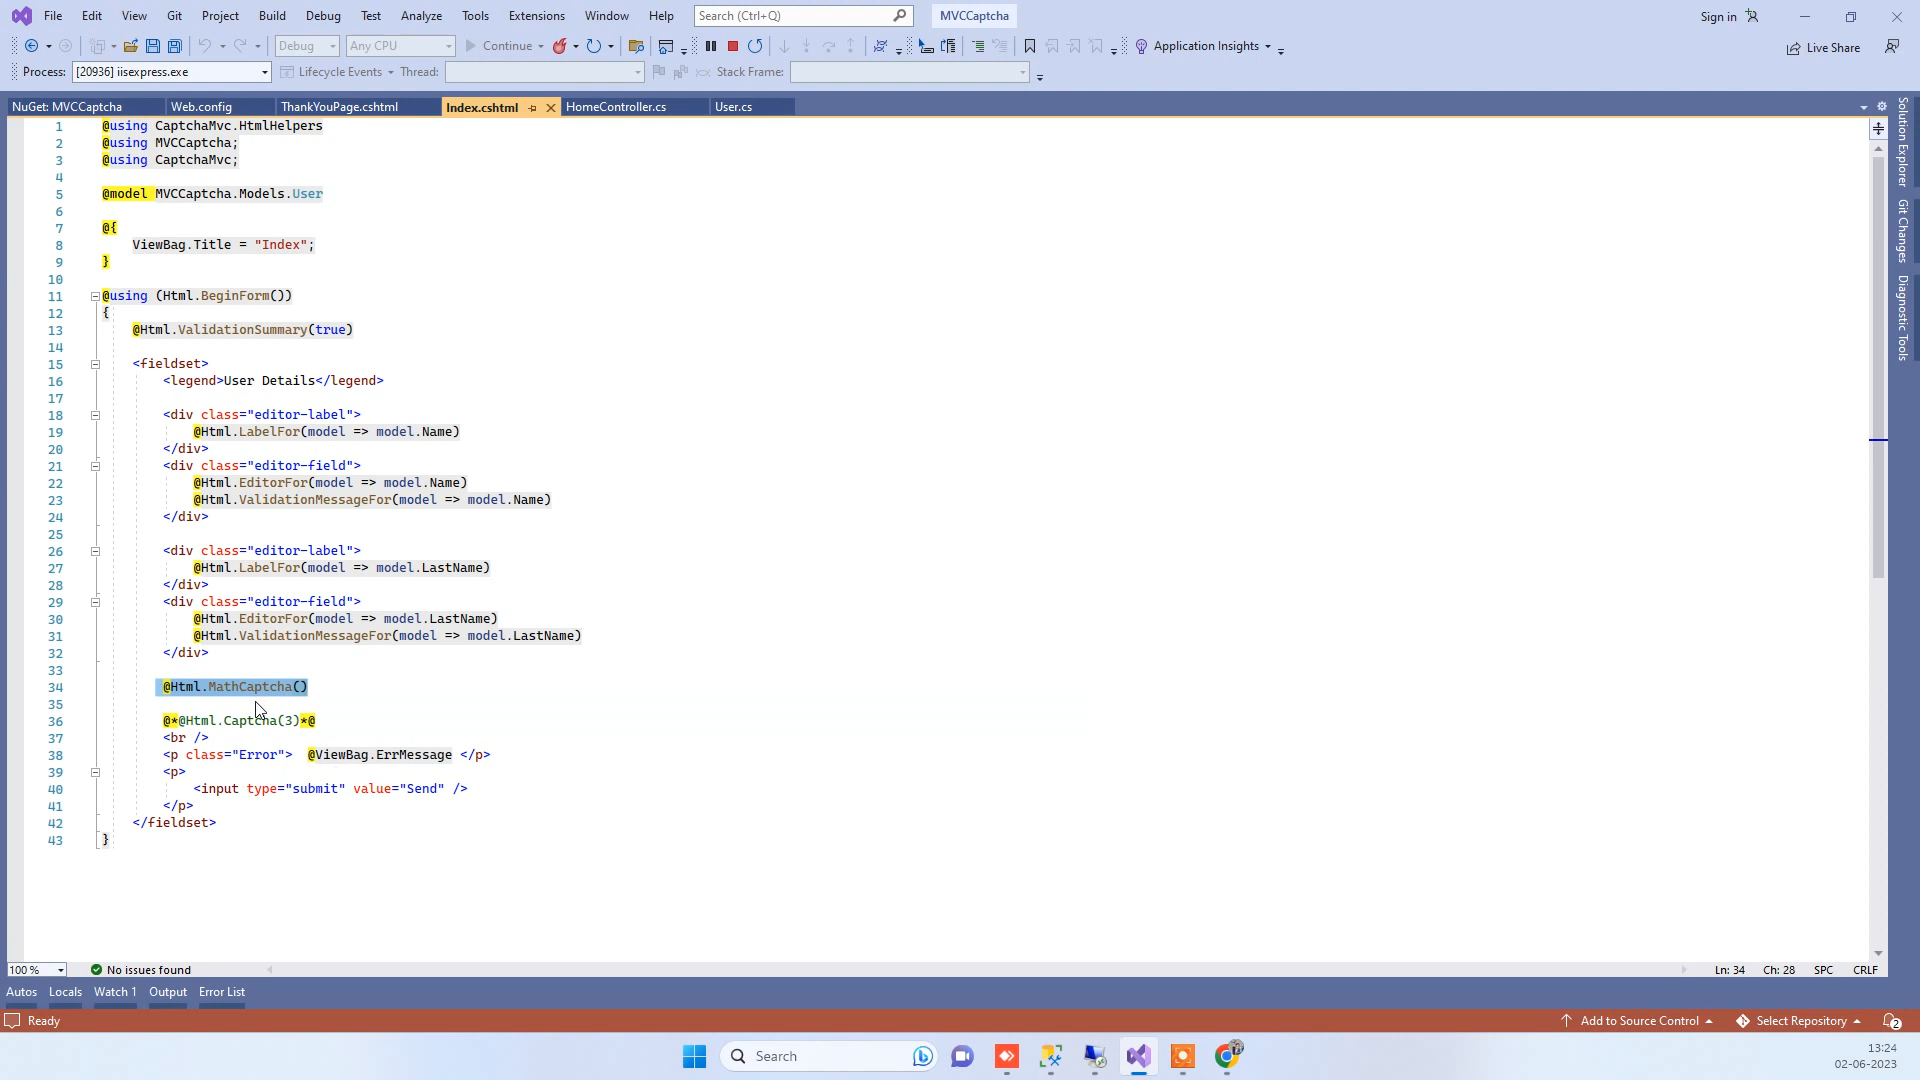 File Edit View Git Project Build Debug Test Analyze Tools Extensions Window Help Search (Ctrl+Q) MVCCaptcha Sign in
Debug Any CPU Continue Application Insights Live Share
Process: [20936] iisexpress.exe Lifecycle Events Thread: Stack Frame:
NuGet: MVCCaptcha Web.config ThankYouPage.cshtml Index.cshtml HomeController.cs User.cs
1 @using CaptchaMvc.HtmlHelpers
2 @using MVCCaptcha;
3 @using CaptchaMvc;
4
5 @model MVCCaptcha.Models.User
6
7 @{
8 ViewBag.Title = "Index";
9 }
10
11 @using (Html.BeginForm())
12 {
13 @Html.ValidationSummary(true)
14
15 <fieldset>
16 <legend>User Details</legend>
17
18 <div class="editor-label">
19 @Html.LabelFor(model => model.Name)
20 </div>
21 <div class="editor-field">
22 @Html.EditorFor(model => model.Name)
23 @Html.ValidationMessageFor(model => model.Name)
24 </div>
25
26 <div class="editor-label">
27 @Html.LabelFor(model => model.LastName)
28 </div>
29 <div class="editor-field">
30 @Html.EditorFor(model => model.LastName)
31 @Html.ValidationMessageFor(model => model.LastName)
32 </div>
33
34 @Html.MathCaptcha()
35
36 @*@Html.Captcha(3)*@
37 <br />
38 <p class="Error"> @ViewBag.ErrMessage </p>
39 <p>
40 <input type="submit" value="Send" />
41 </p>
42 </fieldset>
43 }
Solution Explorer
Git Changes
Diagnostic Tools
100 % No issues found Ln: 34 Ch: 28 SPC CRLF
Autos Locals Watch 1 Output Error List
Ready Add to Source Control Select Repository 2
Search
13:24
02-06-2023